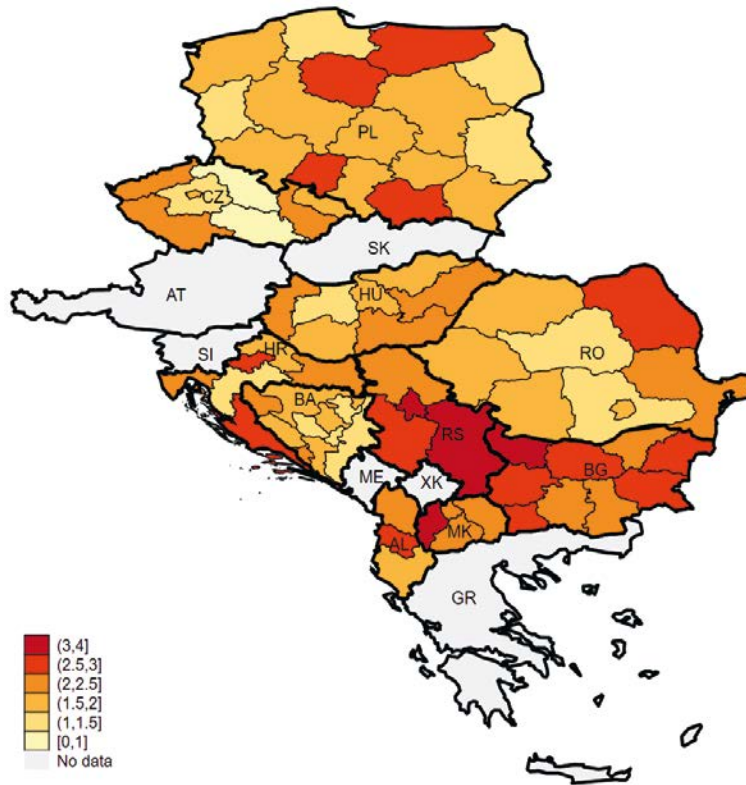 PL
CZ
SK
AT
HU
SI
HR
RO
BA
RS
ME
XK
BG
MK
AL
GR
(3,4]
(2.5,3]
(2,2.5]
(1.5,2]
(1,1.5]
[0,1]
No data